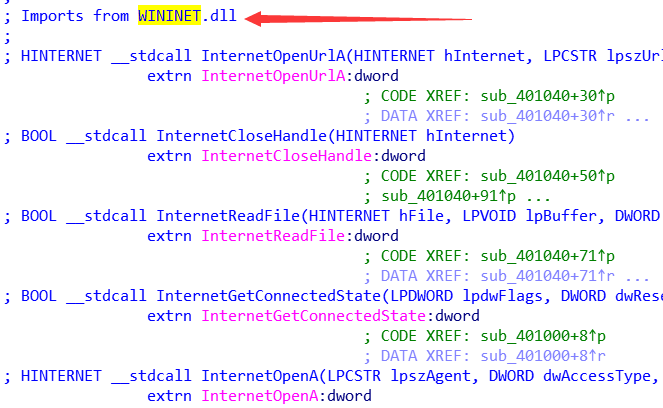 ;
; Imports from WININET.dll
;
; HINTERNET __stdcall InternetOpenUrlA(HINTERNET hInternet, LPCSTR lpszUrl
extrn InternetOpenUrlA:dword
; CODE XREF: sub_401040+30↑p
; DATA XREF: sub_401040+30↑r ...
; BOOL __stdcall InternetCloseHandle(HINTERNET hInternet)
extrn InternetCloseHandle:dword
; CODE XREF: sub_401040+50↑p
; sub_401040+91↑p ...
; BOOL __stdcall InternetReadFile(HINTERNET hFile, LPVOID lpBuffer, DWORD
extrn InternetReadFile:dword
; CODE XREF: sub_401040+71↑p
; DATA XREF: sub_401040+71↑r ...
; BOOL __stdcall InternetGetConnectedState(LPDWORD lpdwFlags, DWORD dwRese
extrn InternetGetConnectedState:dword
; CODE XREF: sub_401000+8↑p
; DATA XREF: sub_401000+8↑r
; HINTERNET __stdcall InternetOpenA(LPCSTR lpszAgent, DWORD dwAccessType,
extrn InternetOpenA:dword